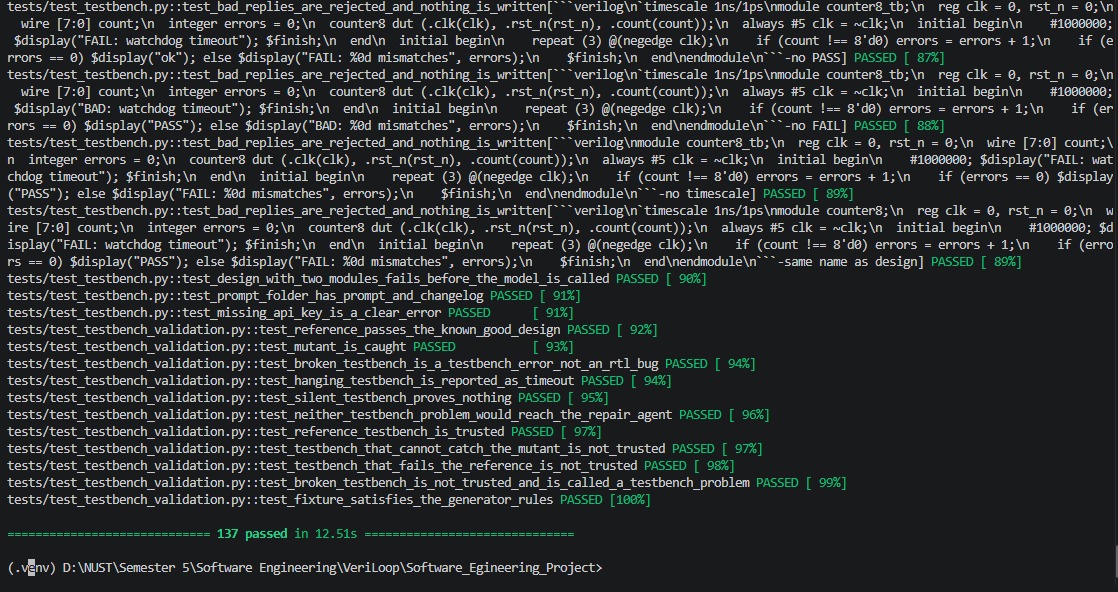 tests/test_testbench.py::test_bad_replies_are_rejected_and_nothing_is_written[```verilog\n`timescale 1ns/1ps\nmodule counter8_tb;\n  reg clk = 0, rst_n = 0;\n
  wire [7:0] count;\n  integer errors = 0;\n  counter8 dut (.clk(clk), .rst_n(rst_n), .count(count));\n  always #5 clk = ~clk;\n  initial begin\n    #1000000;
 $display("FAIL: watchdog timeout"); $finish;\n  end\n  initial begin\n    repeat (3) @(negedge clk);\n    if (count !== 8'd0) errors = errors + 1;\n    if (e
rrors == 0) $display("ok"); else $display("FAIL: %0d mismatches", errors);\n    $finish;\n  end\nendmodule\n```-no PASS] PASSED [ 87%]
tests/test_testbench.py::test_bad_replies_are_rejected_and_nothing_is_written[```verilog\n`timescale 1ns/1ps\nmodule counter8_tb;\n  reg clk = 0, rst_n = 0;\n
  wire [7:0] count;\n  integer errors = 0;\n  counter8 dut (.clk(clk), .rst_n(rst_n), .count(count));\n  always #5 clk = ~clk;\n  initial begin\n    #1000000;
 $display("BAD: watchdog timeout"); $finish;\n  end\n  initial begin\n    repeat (3) @(negedge clk);\n    if (count !== 8'd0) errors = errors + 1;\n    if (er
rors == 0) $display("PASS"); else $display("BAD: %0d mismatches", errors);\n    $finish;\n  end\nendmodule\n```-no FAIL] PASSED [ 88%]
tests/test_testbench.py::test_bad_replies_are_rejected_and_nothing_is_written[```verilog\nmodule counter8_tb;\n  reg clk = 0, rst_n = 0;\n  wire [7:0] count;\
n  integer errors = 0;\n  counter8 dut (.clk(clk), .rst_n(rst_n), .count(count));\n  always #5 clk = ~clk;\n  initial begin\n    #1000000; $display("FAIL: wat
chdog timeout"); $finish;\n  end\n  initial begin\n    repeat (3) @(negedge clk);\n    if (count !== 8'd0) errors = errors + 1;\n    if (errors == 0) $display
("PASS"); else $display("FAIL: %0d mismatches", errors);\n    $finish;\n  end\nendmodule\n```-no timescale] PASSED [ 89%]
tests/test_testbench.py::test_bad_replies_are_rejected_and_nothing_is_written[```verilog\n`timescale 1ns/1ps\nmodule counter8;\n  reg clk = 0, rst_n = 0;\n  w
ire [7:0] count;\n  integer errors = 0;\n  counter8 dut (.clk(clk), .rst_n(rst_n), .count(count));\n  always #5 clk = ~clk;\n  initial begin\n    #1000000; $d
isplay("FAIL: watchdog timeout"); $finish;\n  end\n  initial begin\n    repeat (3) @(negedge clk);\n    if (count !== 8'd0) errors = errors + 1;\n    if (erro
rs == 0) $display("PASS"); else $display("FAIL: %0d mismatches", errors);\n    $finish;\n  end\nendmodule\n```-same name as design] PASSED [ 89%]
tests/test_testbench.py::test_design_with_two_modules_fails_before_the_model_is_called PASSED [ 90%]
tests/test_testbench.py::test_prompt_folder_has_prompt_and_changelog PASSED [ 91%]
tests/test_testbench.py::test_missing_api_key_is_a_clear_error PASSED      [ 91%]
tests/test_testbench_validation.py::test_reference_passes_the_known_good_design PASSED [ 92%]
tests/test_testbench_validation.py::test_mutant_is_caught PASSED           [ 93%]
tests/test_testbench_validation.py::test_broken_testbench_is_a_testbench_error_not_an_rtl_bug PASSED [ 94%]
tests/test_testbench_validation.py::test_hanging_testbench_is_reported_as_timeout PASSED [ 94%]
tests/test_testbench_validation.py::test_silent_testbench_proves_nothing PASSED [ 95%]
tests/test_testbench_validation.py::test_neither_testbench_problem_would_reach_the_repair_agent PASSED [ 96%]
tests/test_testbench_validation.py::test_reference_testbench_is_trusted PASSED [ 97%]
tests/test_testbench_validation.py::test_testbench_that_cannot_catch_the_mutant_is_not_trusted PASSED [ 97%]
tests/test_testbench_validation.py::test_testbench_that_fails_the_reference_is_not_trusted PASSED [ 98%]
tests/test_testbench_validation.py::test_broken_testbench_is_not_trusted_and_is_called_a_testbench_problem PASSED [ 99%]
tests/test_testbench_validation.py::test_fixture_satisfies_the_generator_rules PASSED [100%]
============================ 137 passed in 12.51s =============================
(.venv) D:\NUST\Semester 5\Software Engineering\VeriLoop\Software_Egineering_Project>